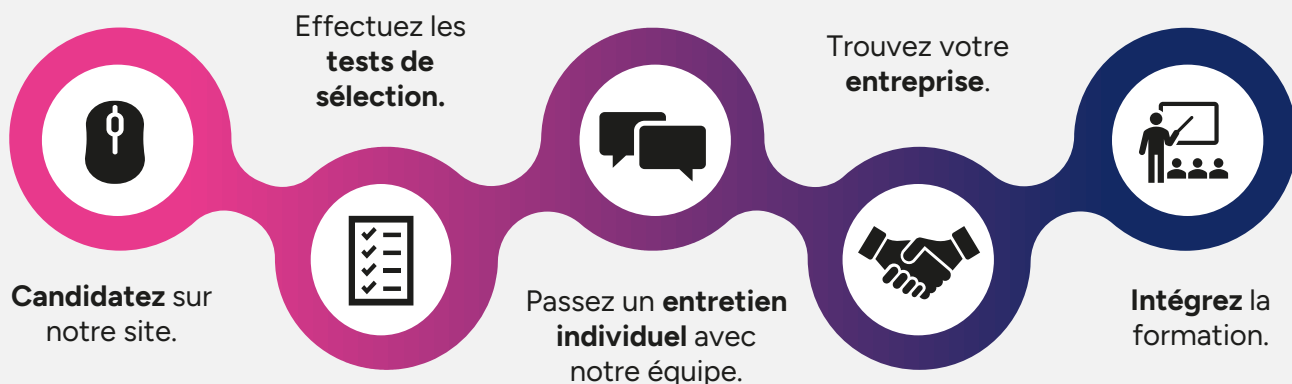 Candidatez sur
notre site.
Effectuez les
tests de
sélection.
Passez un entretien
individuel avec
notre équipe.
Trouvez votre
entreprise.
Intégrez la
formation.